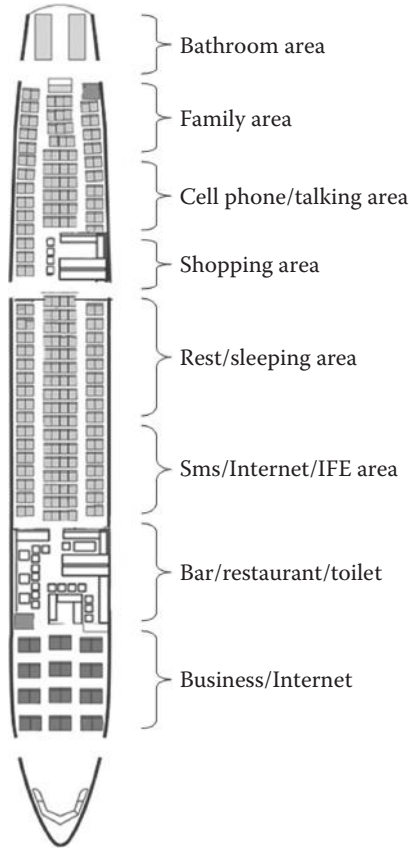 Bathroom area
Family area
Cell phone/talking area
Shopping area
Rest/sleeping area
Sms/Internet/IFE area
Bar/restaurant/toilet
Business/Internet